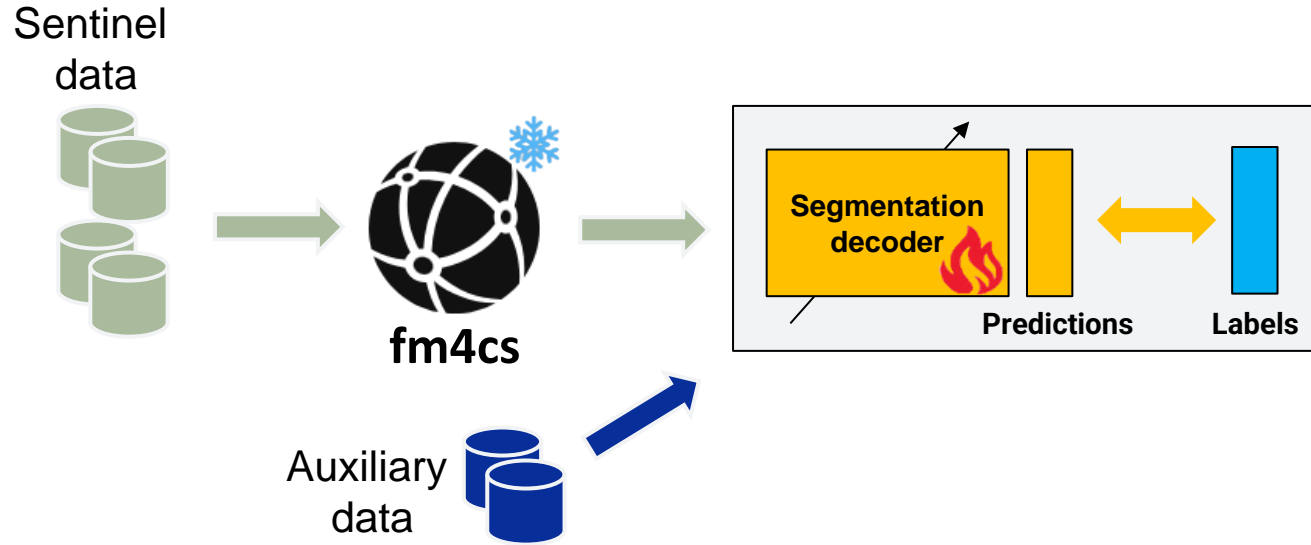 Sentinel
data
fm4cs
Segmentation
decoder
Predictions
Labels
Auxiliary
data